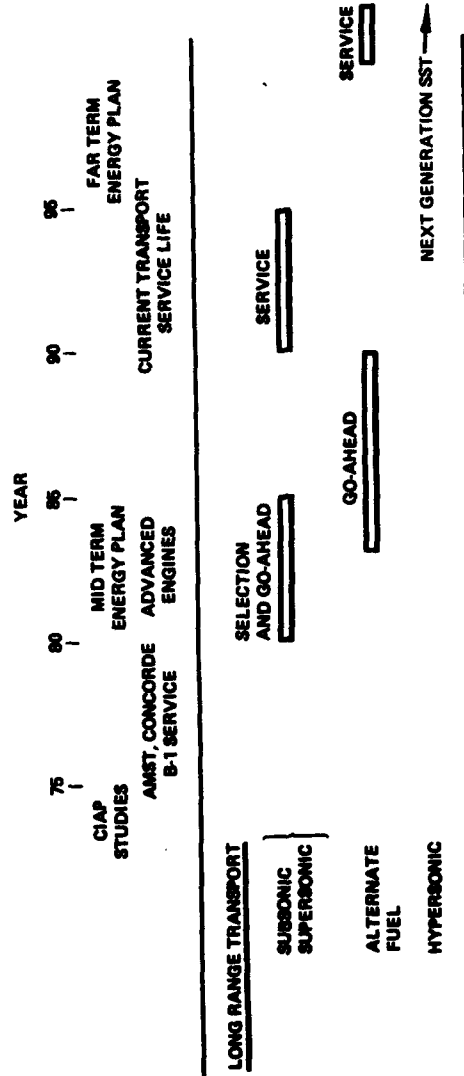 YEAR
75 80 85 90 95
CIAP
STUDIES
MID TERM
ENERGY PLAN
FAR TERM
ENERGY PLAN
AMST, CONCORDE
B-1 SERVICE
ADVANCED
ENGINES
CURRENT TRANSPORT
SERVICE LIFE
LONG RANGE TRANSPORT
SUBSONIC
SUPERSONIC
SELECTION
AND GO-AHEAD
SERVICE
ALTERNATE
FUEL
GO-AHEAD
SERVICE
HYPERSONIC
NEXT GENERATION SST